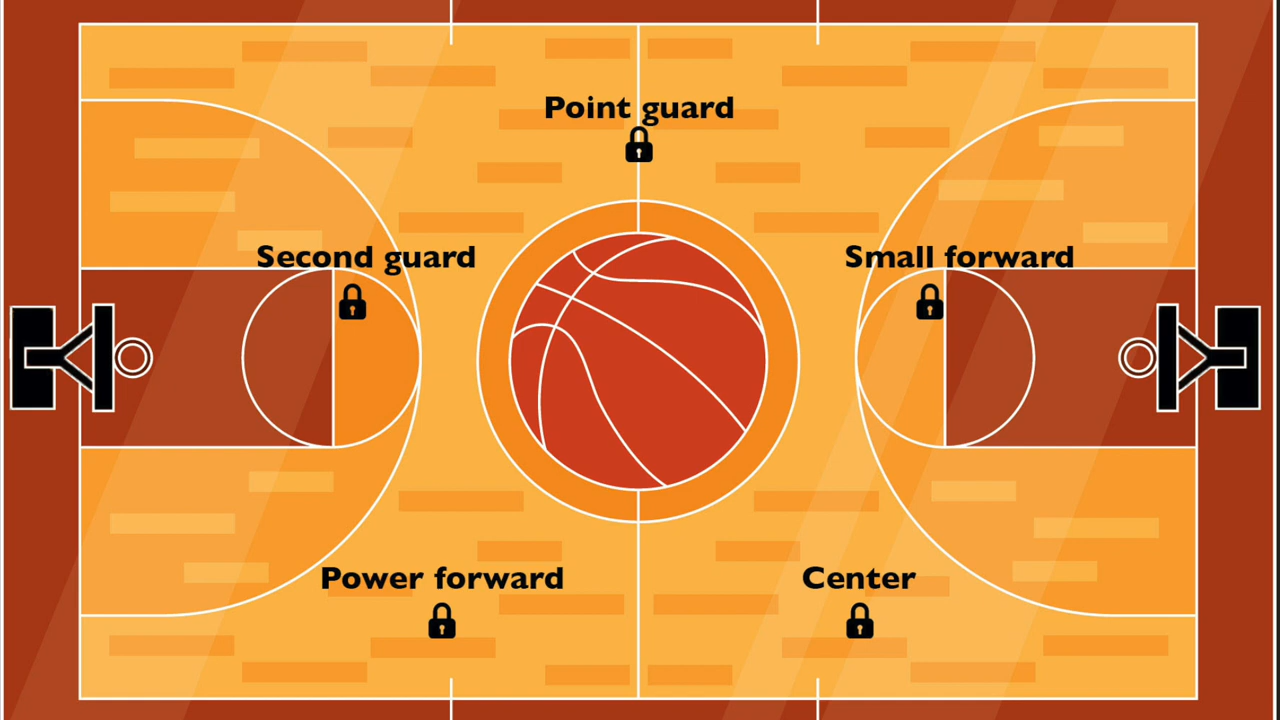 Point guard
Second guard
Small forward
Power forward
Center